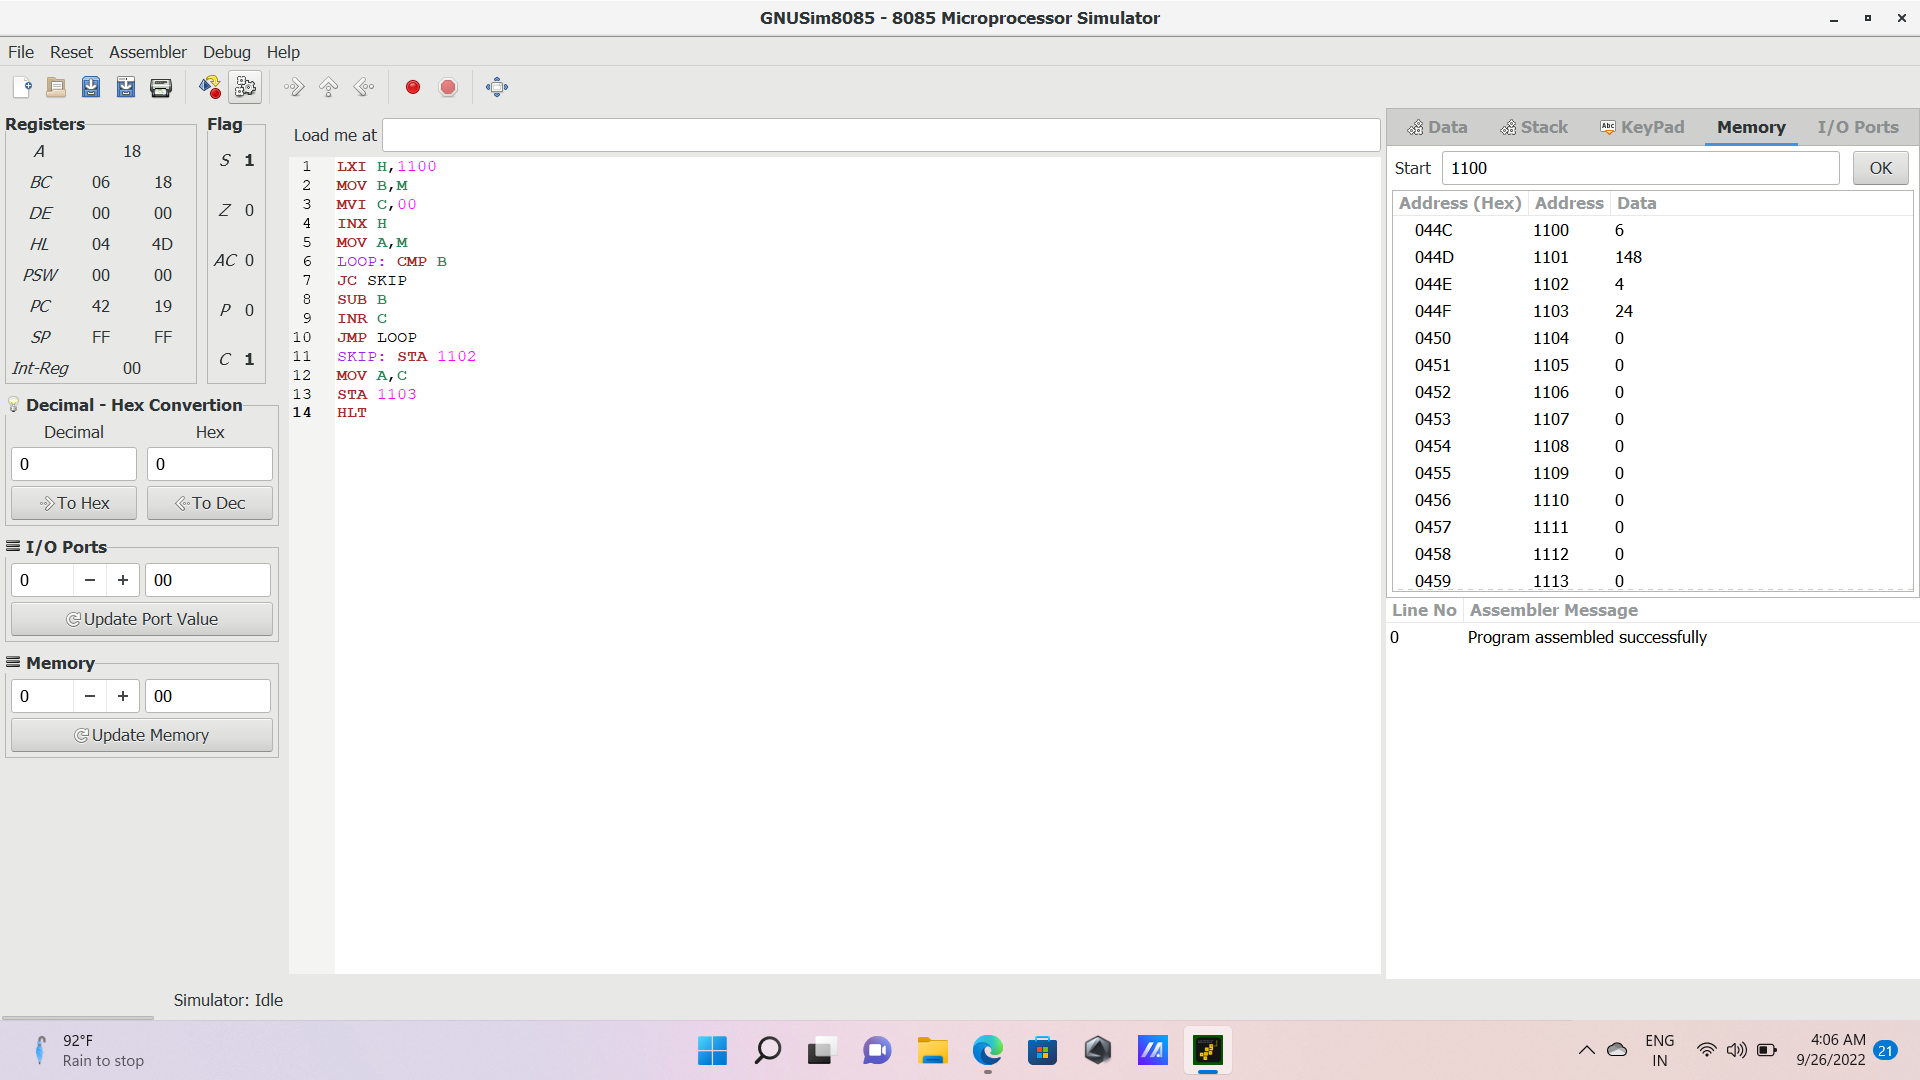 GNUSim8085 - 8085 Microprocessor Simulator
File Reset Assembler Debug Help
Registers
A 18
BC 06 18
DE 00 00
HL 04 4D
PSW 00 00
PC 42 19
SP FF FF
Int-Reg 00
Flag
S 1
Z 0
AC 0
P 0
C 1
Decimal - Hex Convertion
Decimal Hex
0 0
To Hex To Dec
I/O Ports
0 − + 00
Update Port Value
Memory
0 − + 00
Update Memory
Load me at
1 LXI H,1100
2 MOV B,M
3 MVI C,00
4 INX H
5 MOV A,M
6 LOOP: CMP B
7 JC SKIP
8 SUB B
9 INR C
10 JMP LOOP
11 SKIP: STA 1102
12 MOV A,C
13 STA 1103
14 HLT
Data Stack Abc KeyPad Memory I/O Ports
Start 1100 OK
Address (Hex) Address Data
044C 1100 6
044D 1101 148
044E 1102 4
044F 1103 24
0450 1104 0
0451 1105 0
0452 1106 0
0453 1107 0
0454 1108 0
0455 1109 0
0456 1110 0
0457 1111 0
0458 1112 0
0459 1113 0
Line No Assembler Message
0 Program assembled successfully
Simulator: Idle
92°F
Rain to stop
ENG
IN
4:06 AM
9/26/2022
21